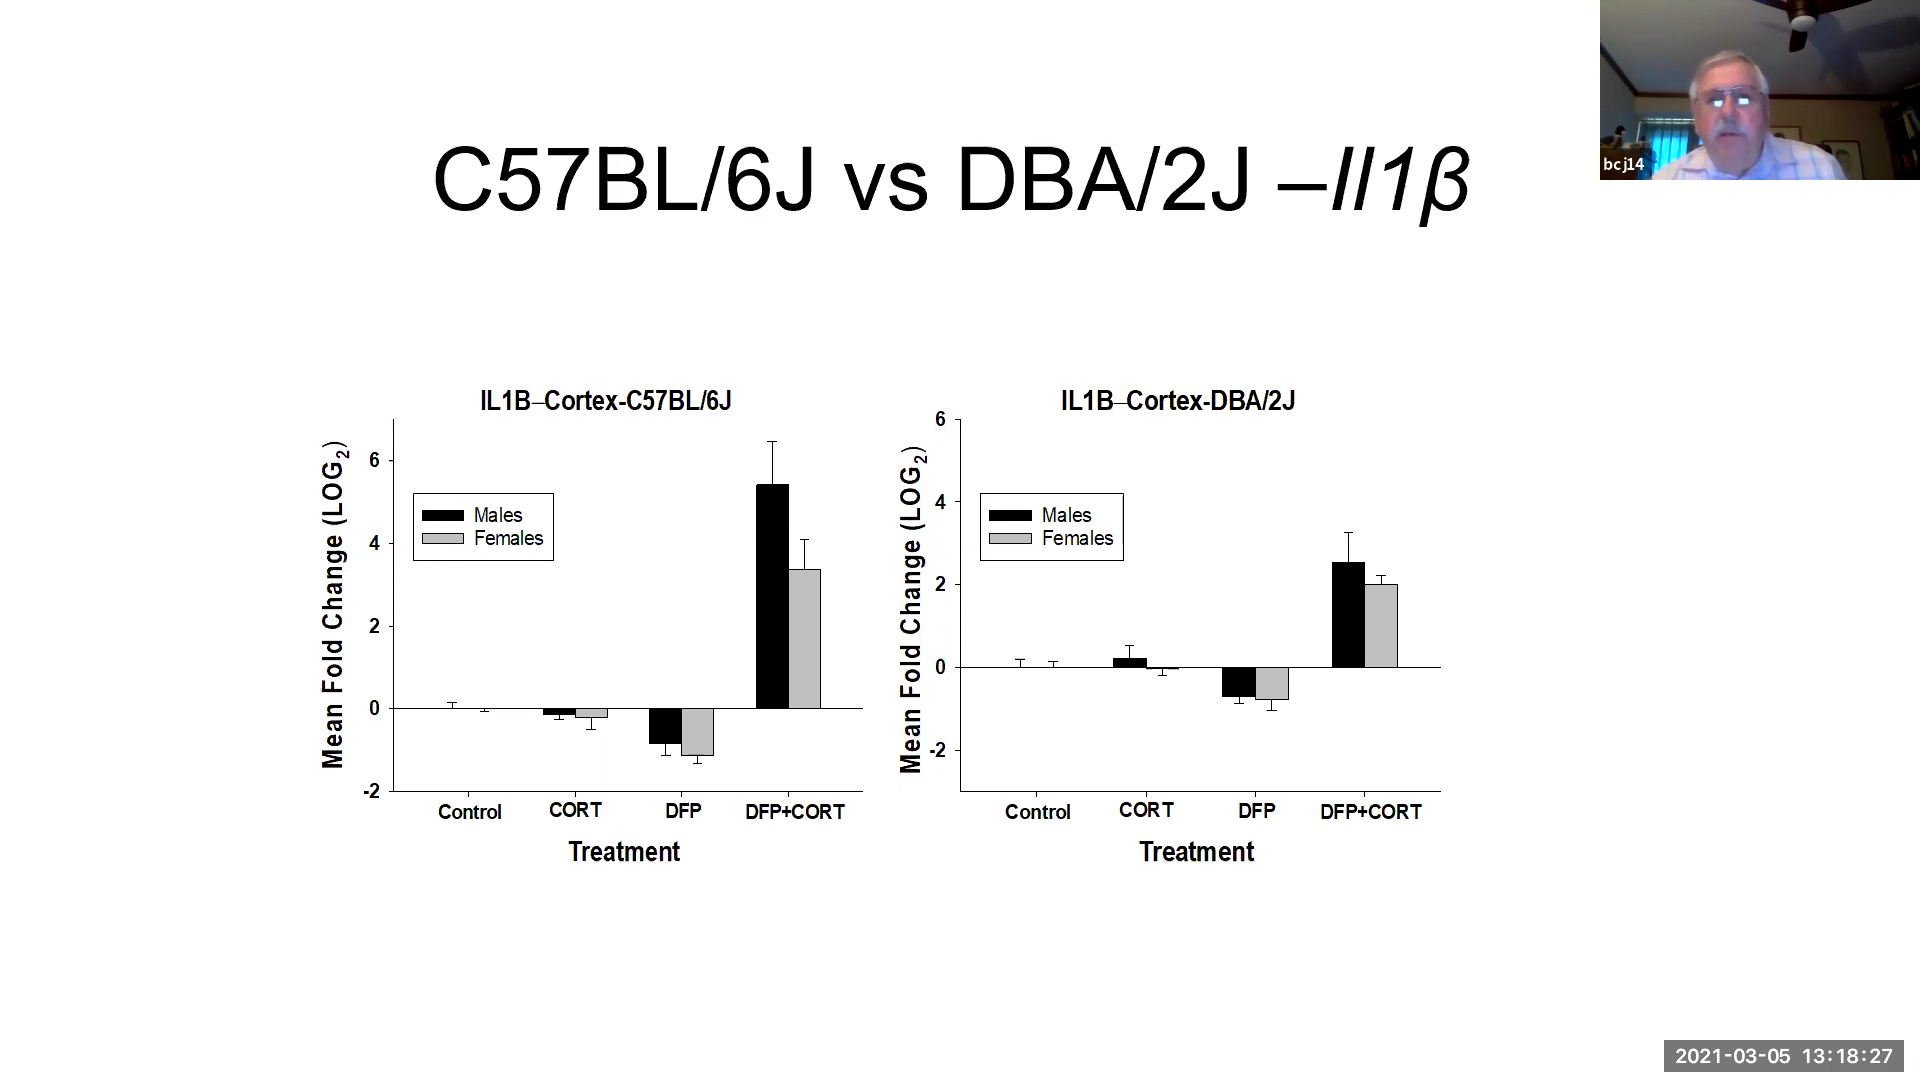 C57BL/6J vs DBA/2J –Il1β
bcj14
IL1B–Cortex-C57BL/6J
Mean Fold Change (LOG2)
6
4
2
0
-2
Males
Females
Control CORT DFP DFP+CORT
Treatment
IL1B–Cortex-DBA/2J
Mean Fold Change (LOG2)
6
4
2
0
-2
Males
Females
Control CORT DFP DFP+CORT
Treatment
2021-03-05 13:18:27